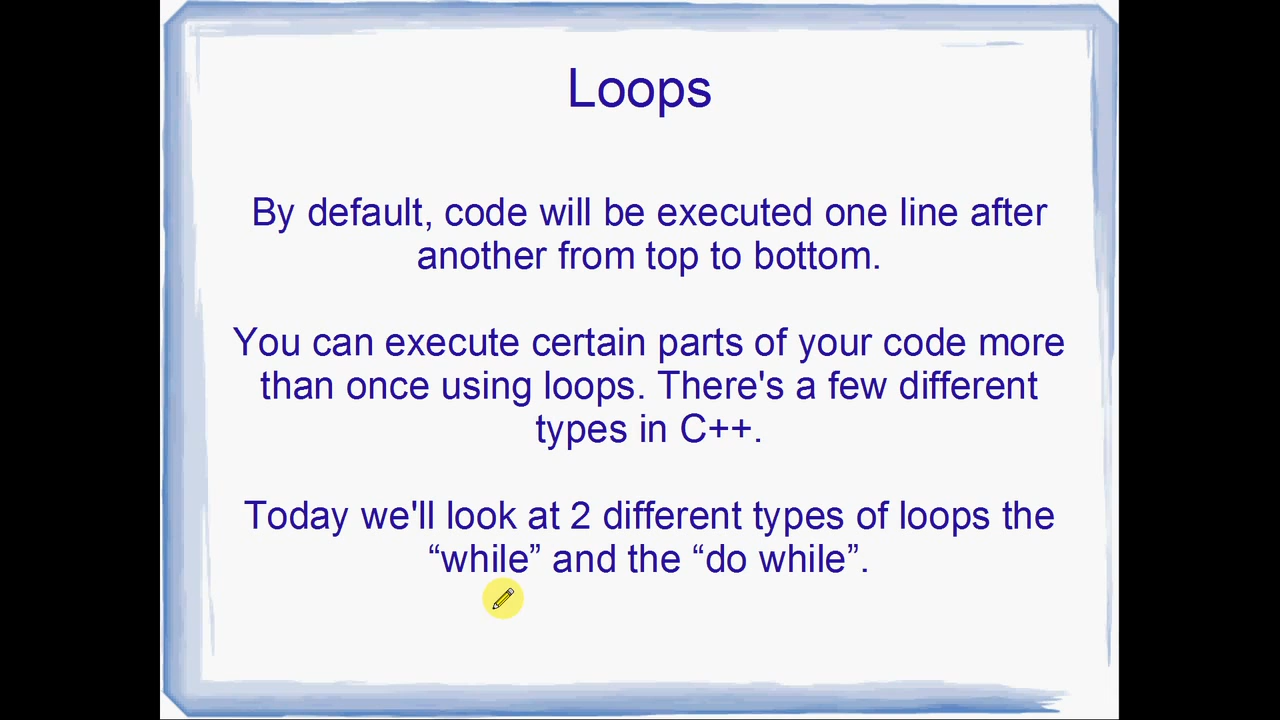 Loops
By default, code will be executed one line after
another from top to bottom.
You can execute certain parts of your code more
than once using loops. There's a few different
types in C++.
Today we'll look at 2 different types of loops the
“while” and the “do while”.